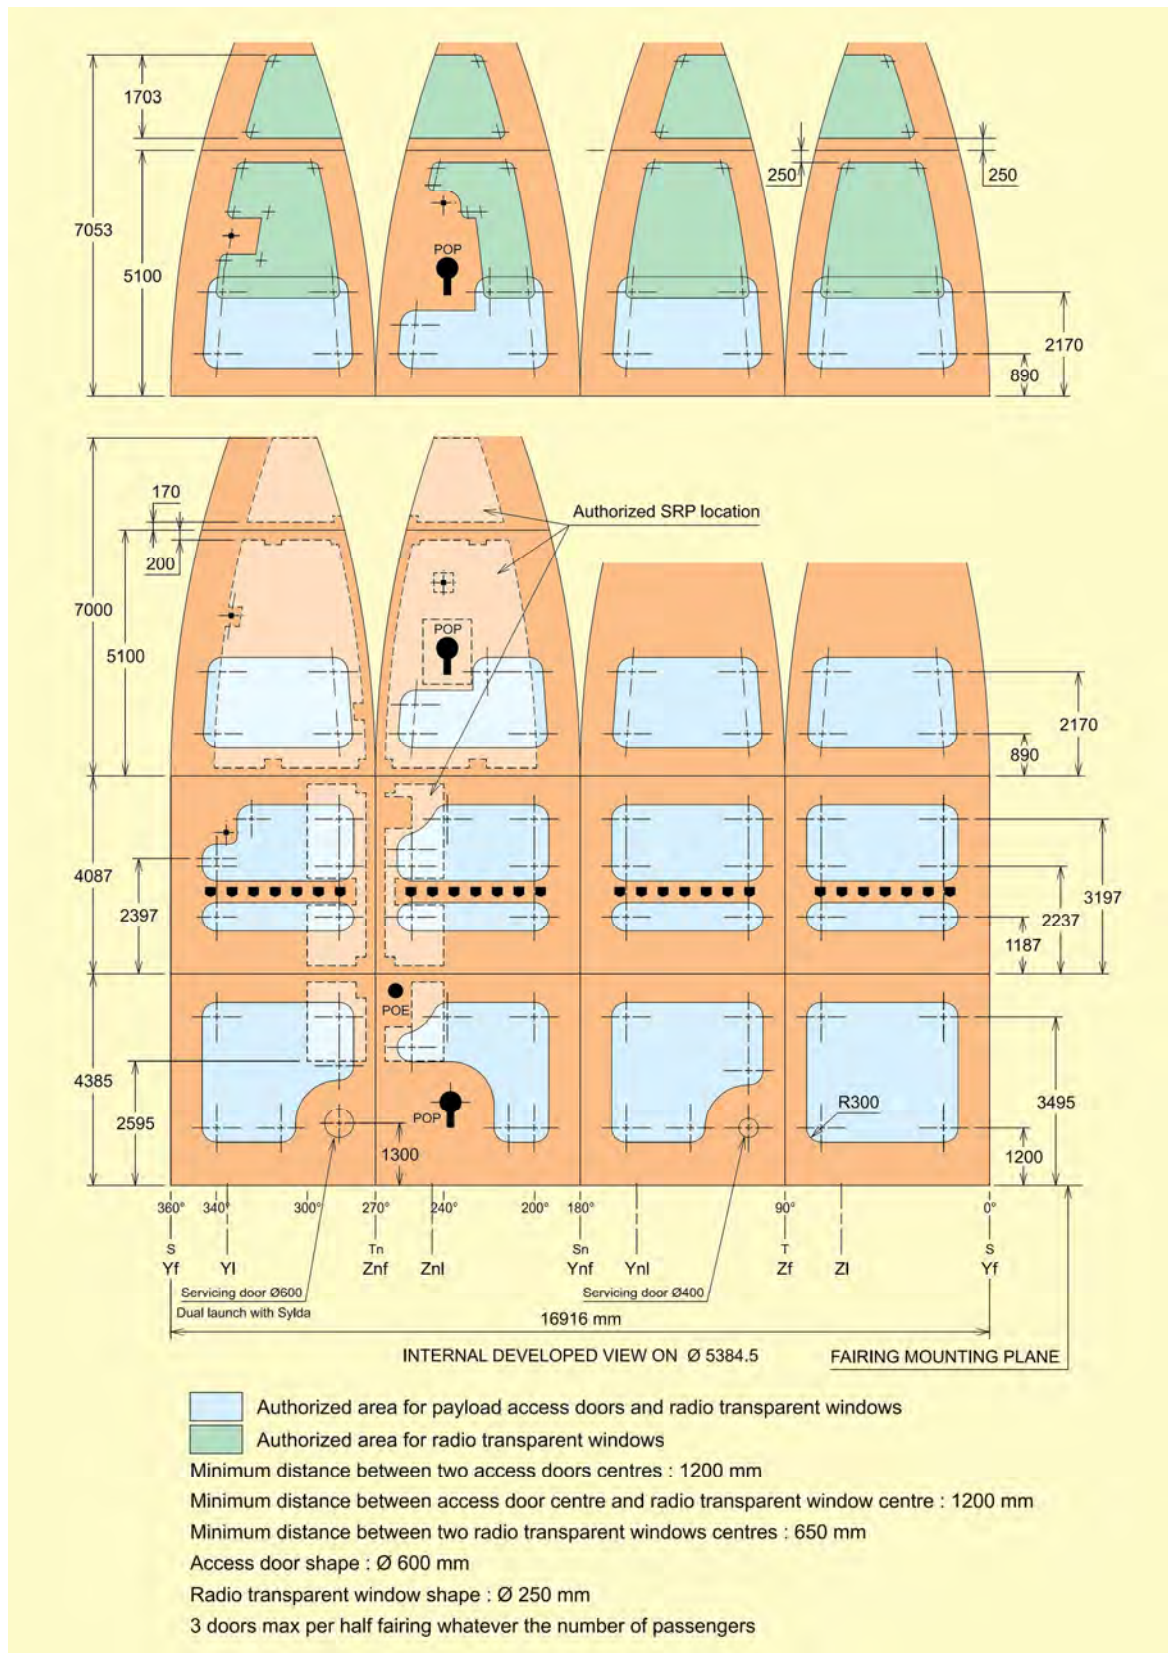 1703
7053
5100
POP
250
250
2170
890
170
200
7000
5100
Authorized SRP location
POP
2170
890
4087
2397
3197
2237
1187
POE
4385
2595
POP
1300
R300
3495
1200
360° 340° 300° 270° 240° 200° 180° 90° 0°
S Tn Sn T S
Yf Yl Znf Znl Ynf Ynl Zf Zl Yf
Servicing door Ø600
Dual launch with Sylda
Servicing door Ø400
16916 mm
INTERNAL DEVELOPED VIEW ON Ø 5384.5
FAIRING MOUNTING PLANE
Authorized area for payload access doors and radio transparent windows
Authorized area for radio transparent windows
Minimum distance between two access doors centres : 1200 mm
Minimum distance between access door centre and radio transparent window centre : 1200 mm
Minimum distance between two radio transparent windows centres : 650 mm
Access door shape : Ø 600 mm
Radio transparent window shape : Ø 250 mm
3 doors max per half fairing whatever the number of passengers